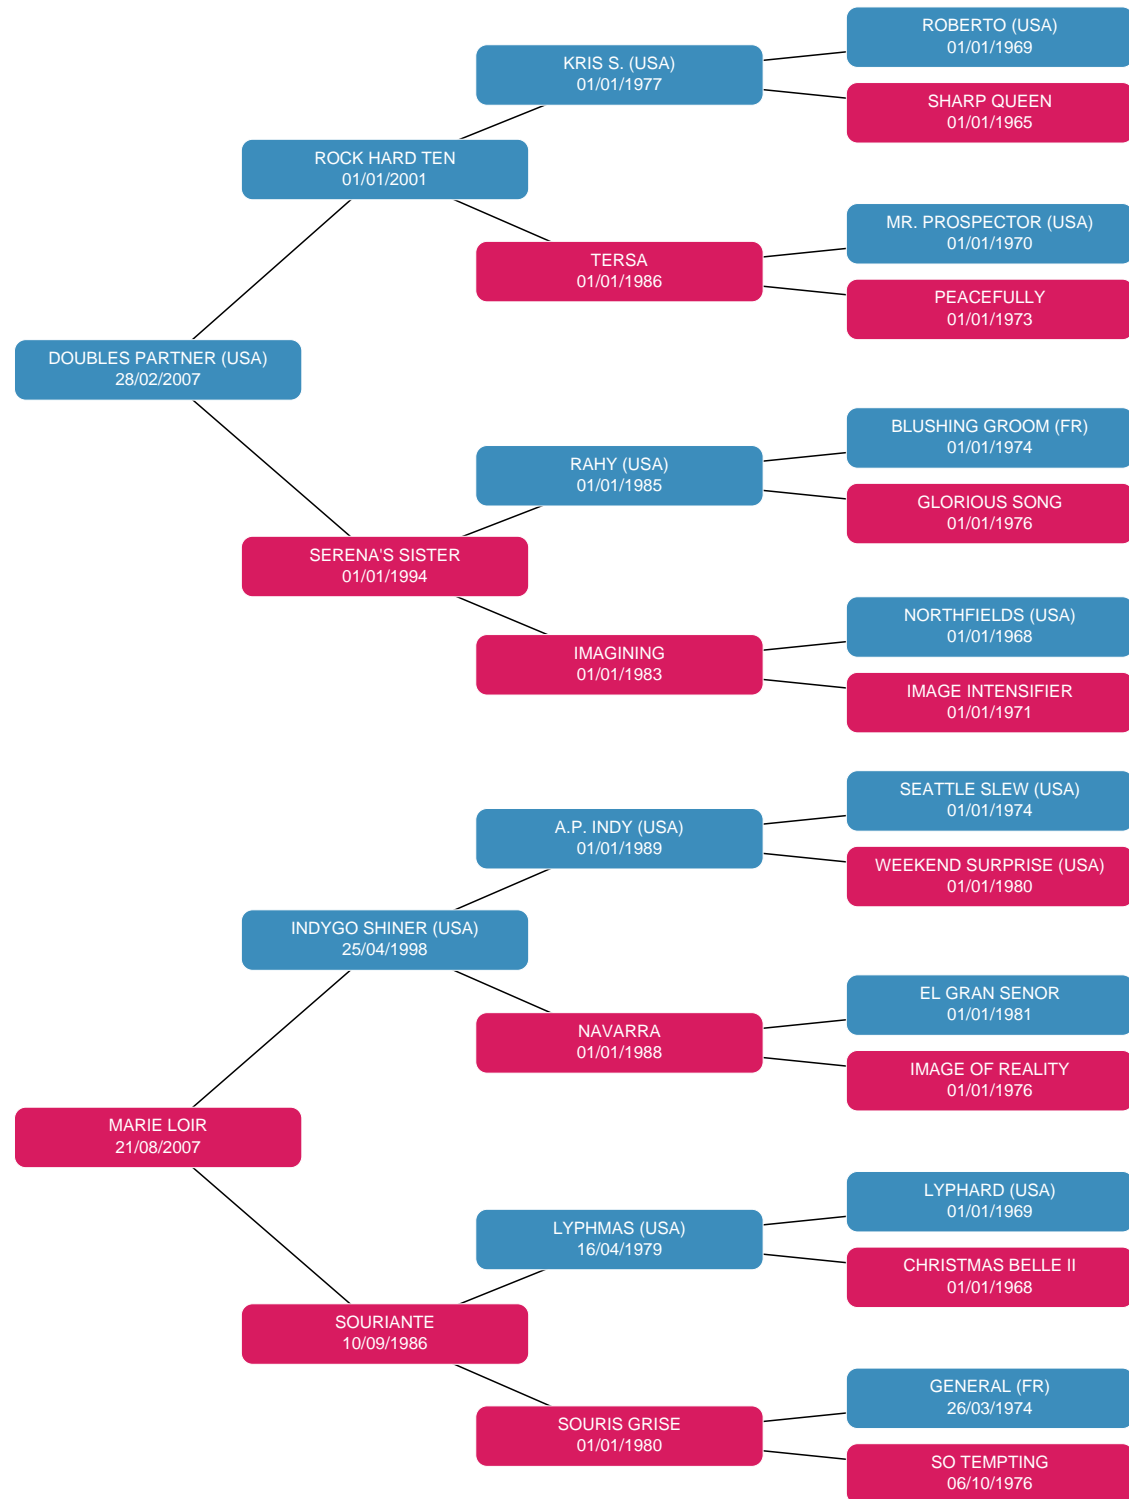 ROBERTO (USA)
01/01/1969
KRIS S. (USA)
01/01/1977
SHARP QUEEN
01/01/1965
ROCK HARD TEN
01/01/2001
MR. PROSPECTOR (USA)
01/01/1970
TERSA
01/01/1986
PEACEFULLY
01/01/1973
DOUBLES PARTNER (USA)
28/02/2007
BLUSHING GROOM (FR)
01/01/1974
RAHY (USA)
01/01/1985
GLORIOUS SONG
01/01/1976
SERENA'S SISTER
01/01/1994
NORTHFIELDS (USA)
01/01/1968
IMAGINING
01/01/1983
IMAGE INTENSIFIER
01/01/1971
SEATTLE SLEW (USA)
01/01/1974
A.P. INDY (USA)
01/01/1989
WEEKEND SURPRISE (USA)
01/01/1980
INDYGO SHINER (USA)
25/04/1998
EL GRAN SENOR
01/01/1981
NAVARRA
01/01/1988
IMAGE OF REALITY
01/01/1976
MARIE LOIR
21/08/2007
LYPHARD (USA)
01/01/1969
LYPHMAS (USA)
16/04/1979
CHRISTMAS BELLE II
01/01/1968
SOURIANTE
10/09/1986
GENERAL (FR)
26/03/1974
SOURIS GRISE
01/01/1980
SO TEMPTING
06/10/1976